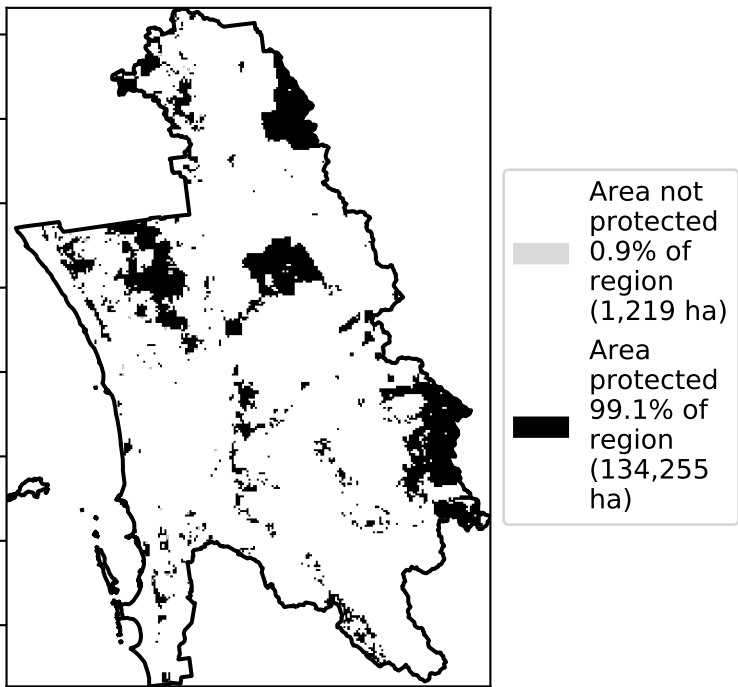 Area not
protected
0.9% of
region
(1,219 ha)
Area
protected
99.1% of
region
(134,255
ha)